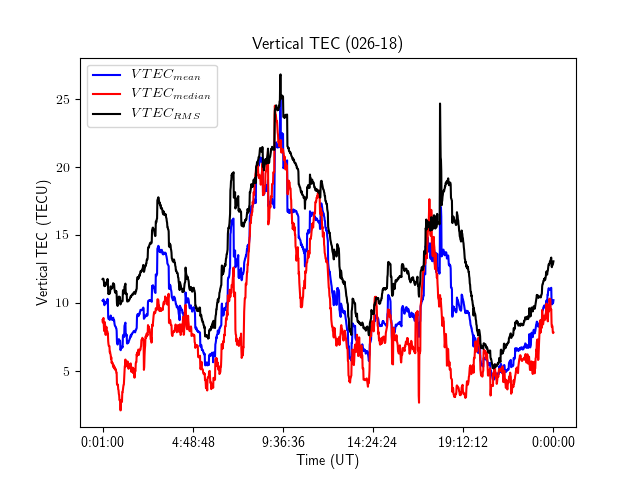 Vertical TEC (026-18)
VTEC_mean
VTEC_median
VTEC_RMS
25
20
15
10
5
Vertical TEC (TECU)
0:01:00 4:48:48 9:36:36 14:24:24 19:12:12 0:00:00
Time (UT)